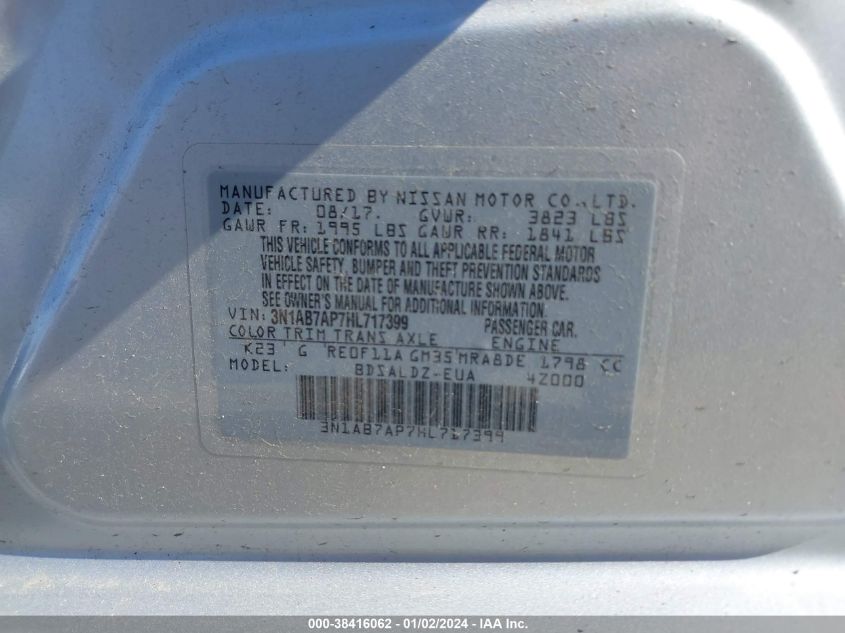 MANUFACTURED BY NISSAN MOTOR CO., LTD.
DATE: 08/17. GVWR: 3823 LBS
GAWR FR: 1995 LBS GAWR RR: 1841 LBS
THIS VEHICLE CONFORMS TO ALL APPLICABLE FEDERAL MOTOR
VEHICLE SAFETY, BUMPER AND THEFT PREVENTION STANDARDS
IN EFFECT ON THE DATE OF MANUFACTURE SHOWN ABOVE.
SEE OWNER'S MANUAL FOR ADDITIONAL INFORMATION.
VIN: 3N1AB7AP7HL717399 PASSENGER CAR.
COLOR TRIM TRANS AXLE ENGINE
K23 G RE0F11A GM35 MRA8DE 1798 CC
MODEL: BDSALDZ-EUA 4Z000
3N1AB7AP7HL717399
000-38416062 - 01/02/2024 - IAA Inc.